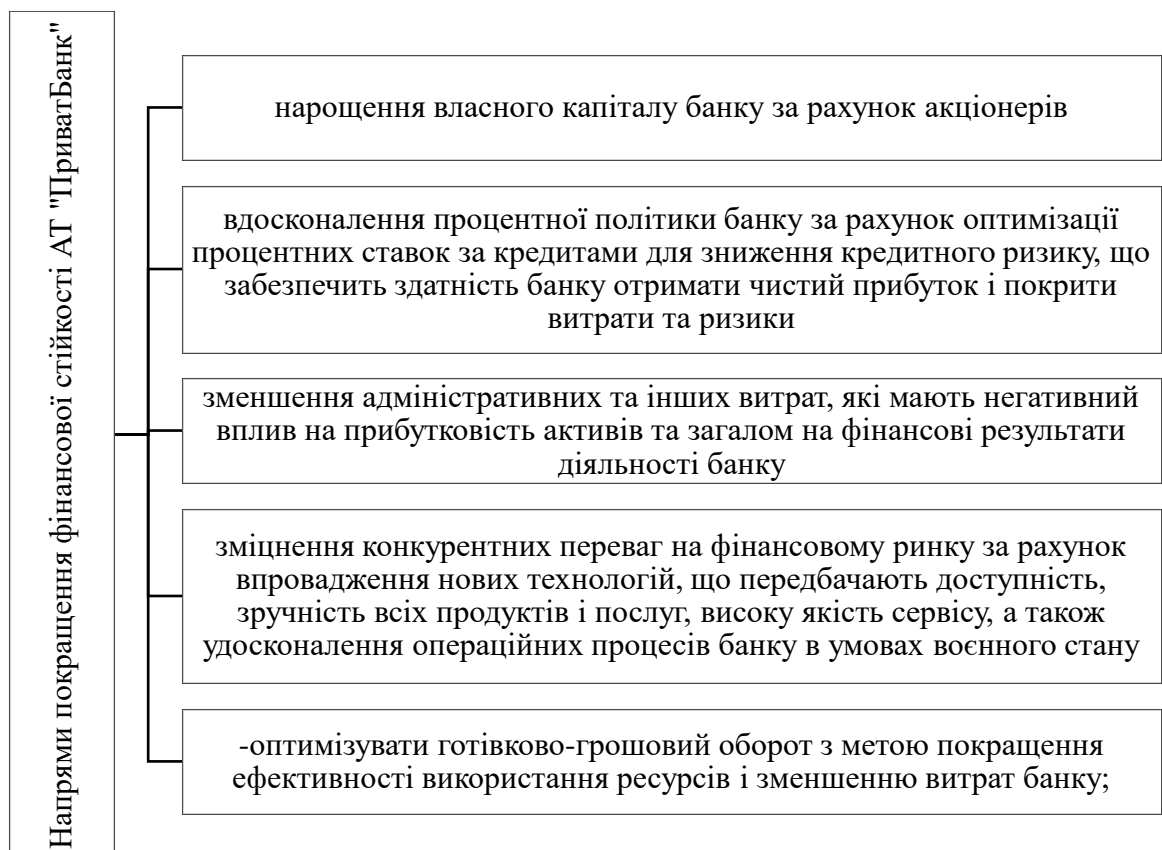 Напрями покращення фінансової стійкості АТ "ПриватБанк"
нарощення власного капіталу банку за рахунок акціонерів
вдосконалення процентної політики банку за рахунок оптимізації
процентних ставок за кредитами для зниження кредитного ризику, що
забезпечить здатність банку отримати чистий прибуток і покрити
витрати та ризики
зменшення адміністративних та інших витрат, які мають негативний
вплив на прибутковість активів та загалом на фінансові результати
діяльності банку
зміцнення конкурентних переваг на фінансовому ринку за рахунок
впровадження нових технологій, що передбачають доступність,
зручність всіх продуктів і послуг, високу якість сервісу, а також
удосконалення операційних процесів банку в умовах воєнного стану
-оптимізувати готівково-грошовий оборот з метою покращення
ефективності використання ресурсів і зменшенню витрат банку;